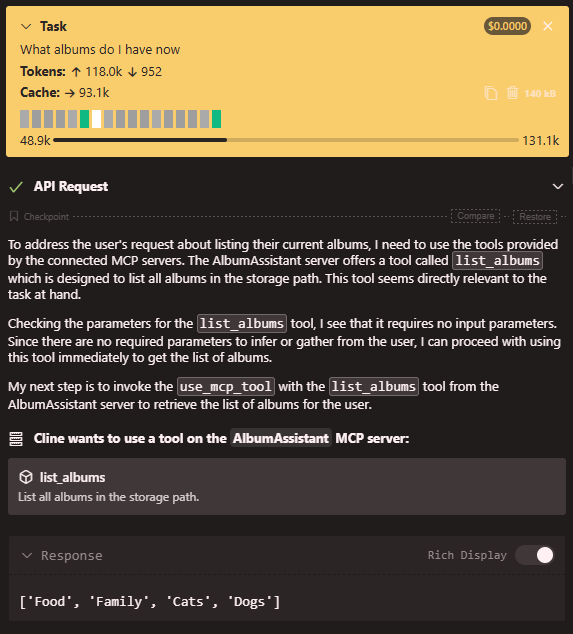 Task
$0.0000
What albums do I have now
Tokens: ↑ 118.0k ↓ 952
Cache: → 93.1k
140 kB
48.9k
131.1k
API Request
Checkpoint
Compare
Restore
To address the user's request about listing their current albums, I need to use the tools provided
by the connected MCP servers. The AlbumAssistant server offers a tool called list_albums
which is designed to list all albums in the storage path. This tool seems directly relevant to the
task at hand.
Checking the parameters for the list_albums tool, I see that it requires no input parameters.
Since there are no required parameters to infer or gather from the user, I can proceed with using
this tool immediately to get the list of albums.
My next step is to invoke the use_mcp_tool with the list_albums tool from the
AlbumAssistant server to retrieve the list of albums for the user.
Cline wants to use a tool on the AlbumAssistant MCP server:
list_albums
List all albums in the storage path.
Response
Rich Display
['Food', 'Family', 'Cats', 'Dogs']